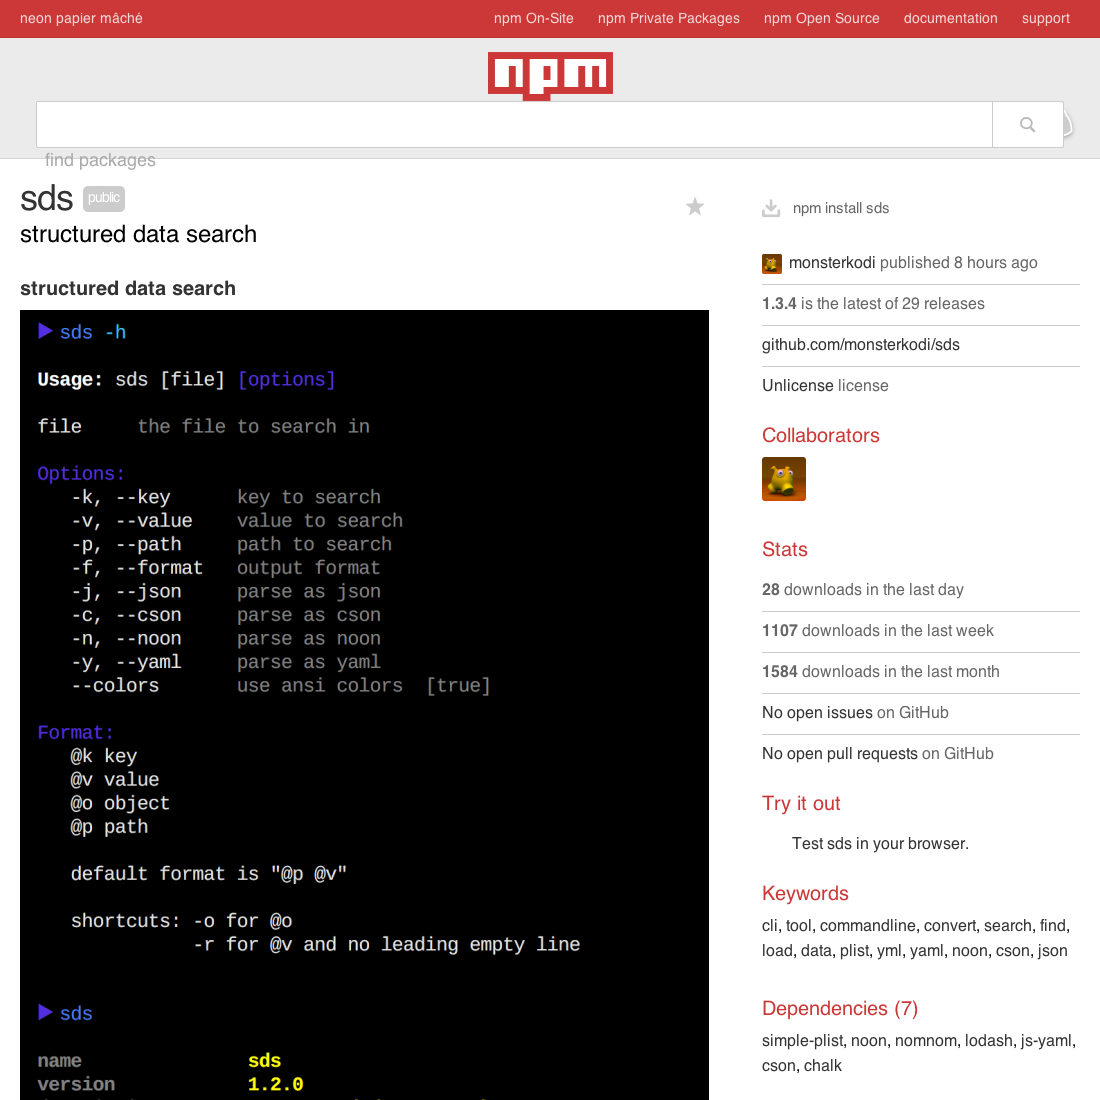 neon papier mâché
npm On-Site npm Private Packages npm Open Source documentation support
npm
find packages
sds public
structured data search
structured data search
sds -h
Usage: sds [file] [options]
file the file to search in
Options:
-k, --key key to search
-v, --value value to search
-p, --path path to search
-f, --format output format
-j, --json parse as json
-c, --cson parse as cson
-n, --noon parse as noon
-y, --yaml parse as yaml
--colors use ansi colors [true]
Format:
@k key
@v value
@o object
@p path
default format is "@p @v"
shortcuts: -o for @o
-r for @v and no leading empty line
sds
name sds
version 1.2.0
npm install sds
monsterkodi published 8 hours ago
1.3.4 is the latest of 29 releases
github.com/monsterkodi/sds
Unlicense license
Collaborators
Stats
28 downloads in the last day
1107 downloads in the last week
1584 downloads in the last month
No open issues on GitHub
No open pull requests on GitHub
Try it out
Test sds in your browser.
Keywords
cli, tool, commandline, convert, search, find,
load, data, plist, yml, yaml, noon, cson, json
Dependencies (7)
simple-plist, noon, nomnom, lodash, js-yaml,
cson, chalk